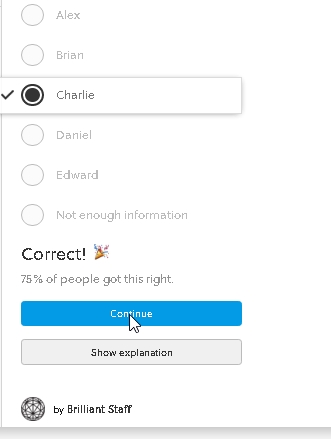 Alex
Brian
Charlie
Daniel
Edward
Not enough information
Correct!
75% of people got this right.
Continue
Show explanation
by Brilliant Staff